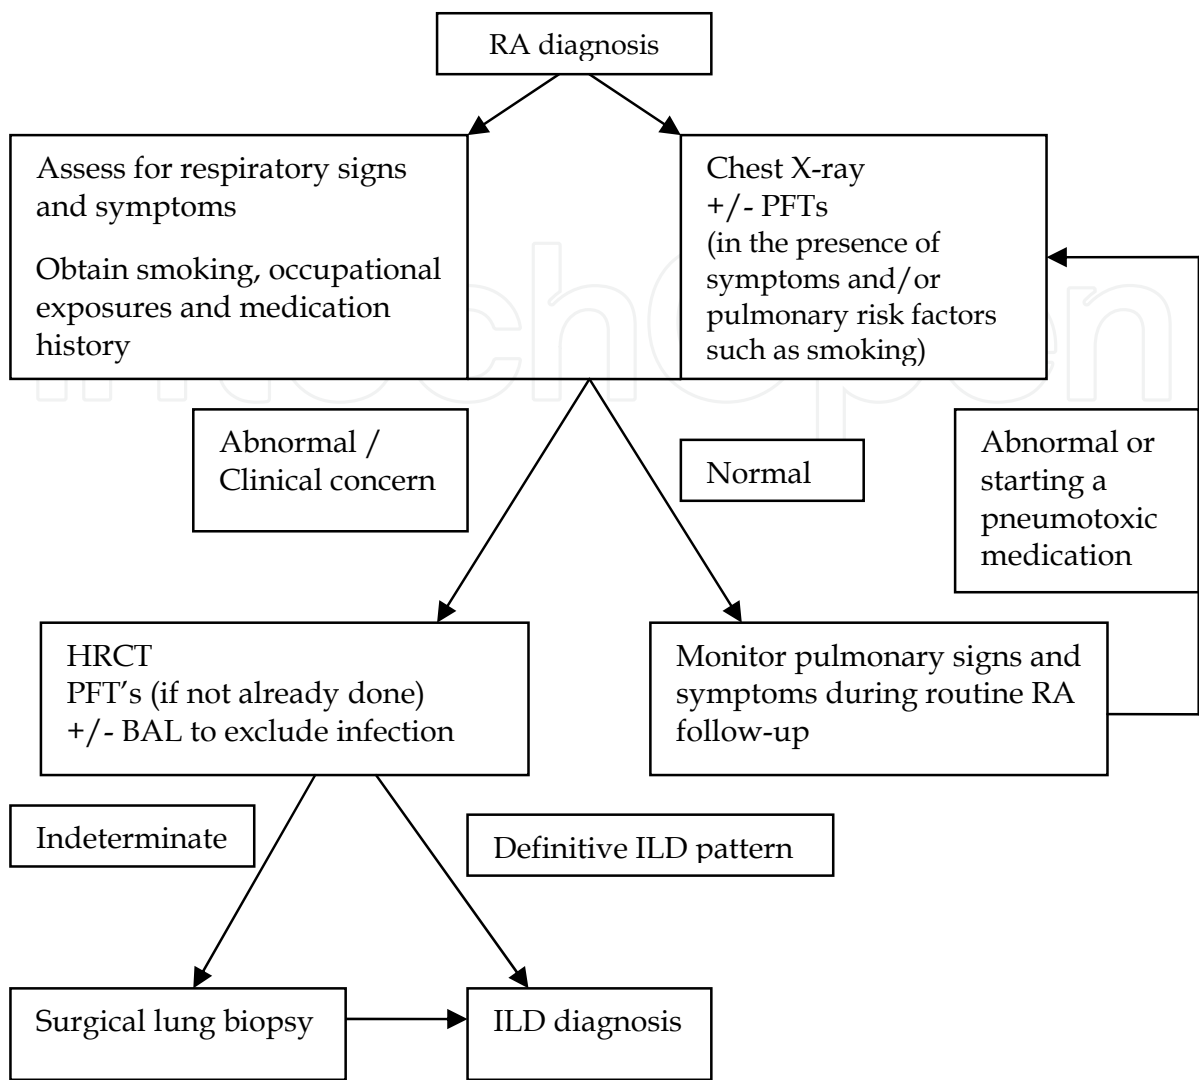 RA diagnosis
Assess for respiratory signs
and symptoms
Obtain smoking, occupational
exposures and medication
history
Chest X-ray
+/- PFTs
(in the presence of
symptoms and/or
pulmonary risk factors
such as smoking)
Abnormal /
Clinical concern
Normal
Abnormal or
starting a
pneumotoxic
medication
HRCT
PFT's (if not already done)
+/- BAL to exclude infection
Monitor pulmonary signs and
symptoms during routine RA
follow-up
Indeterminate
Definitive ILD pattern
Surgical lung biopsy
ILD diagnosis
IntechOpen